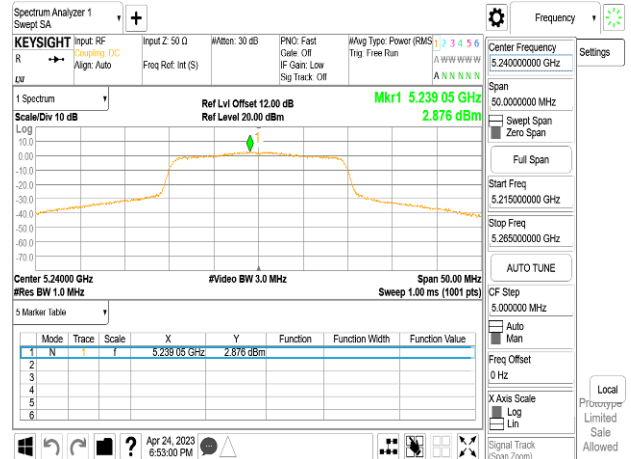 Spectrum Analyzer 1
Swept SA
+
Frequency
Settings
KEYSIGHT
R
Input: RF
Coupling: DC
Align: Auto
Input Z: 50 Ω
Freq Ref: Int (S)
#Atten: 30 dB
PNO: Fast
Gate: Off
IF Gain: Low
Sig Track: Off
#Avg Type: Power (RMS
Trig: Free Run
1 2 3 4 5 6
A W W W W W
A N N N N N
1 Spectrum
Scale/Div 10 dB
Log
Ref Lvl Offset 12.00 dB
Ref Level 20.00 dBm
Mkr1 5.239 05 GHz
2.876 dBm
1
10.0
0.00
-10.0
-20.0
-30.0
-40.0
-50.0
-60.0
-70.0
Center 5.24000 GHz
#Video BW 3.0 MHz
Span 50.00 MHz
#Res BW 1.0 MHz
Sweep 1.00 ms (1001 pts)
5 Marker Table
Mode Trace Scale X Y Function Function Width Function Value
1 N 1 f 5.239 05 GHz 2.876 dBm
2
3
4
5
6
Apr 24, 2023
6:53:00 PM
?
Center Frequency
5.240000000 GHz
Span
50.0000000 MHz
Swept Span
Zero Span
Full Span
Start Freq
5.215000000 GHz
Stop Freq
5.265000000 GHz
AUTO TUNE
CF Step
5.000000 MHz
Auto
Man
Freq Offset
0 Hz
X Axis Scale
Log
Lin
Signal Track
(Span Zoom)
Local
Prototype
Limited
Sale
Allowed